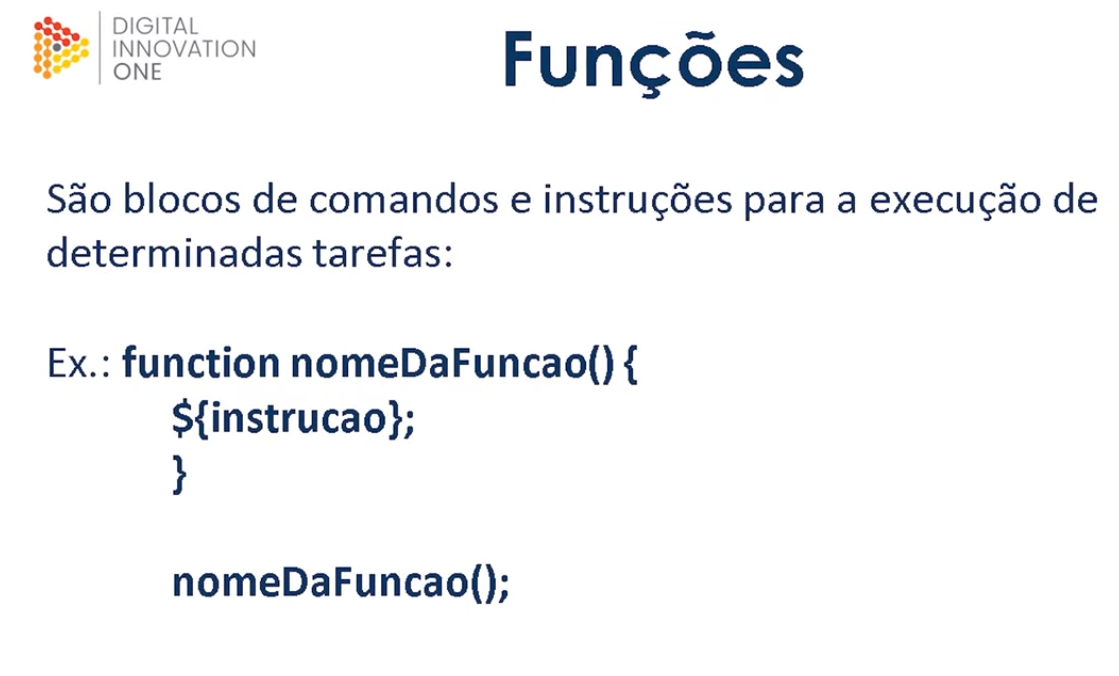 DIGITAL
INNOVATION
ONE
Funções
São blocos de comandos e instruções para a execução de
determinadas tarefas:
Ex.: function nomeDaFuncao() {
${instrucao};
}
nomeDaFuncao();